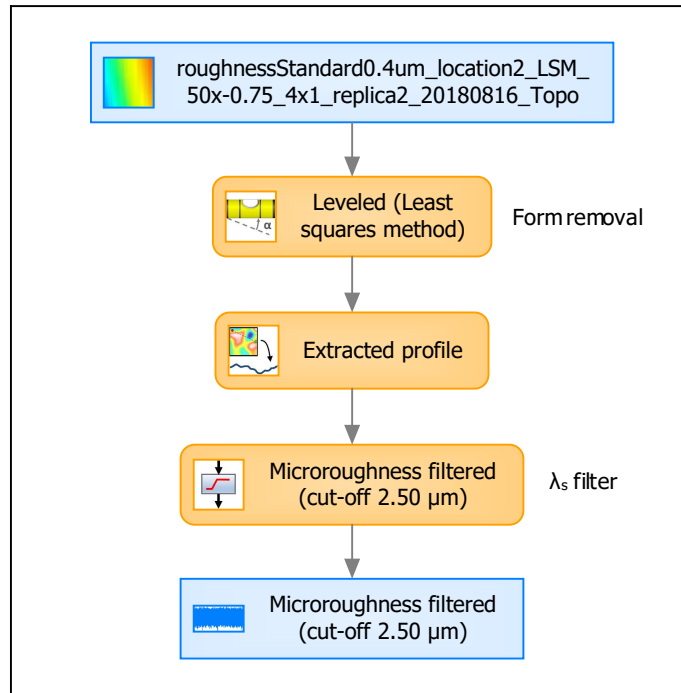 roughnessStandard0.4um_location2_LSM_
50x-0.75_4x1_replica2_20180816_Topo
α
Leveled (Least
squares method)
Form removal
Extracted profile
Microroughness filtered
(cut-off 2.50 µm)
λs filter
Microroughness filtered
(cut-off 2.50 µm)